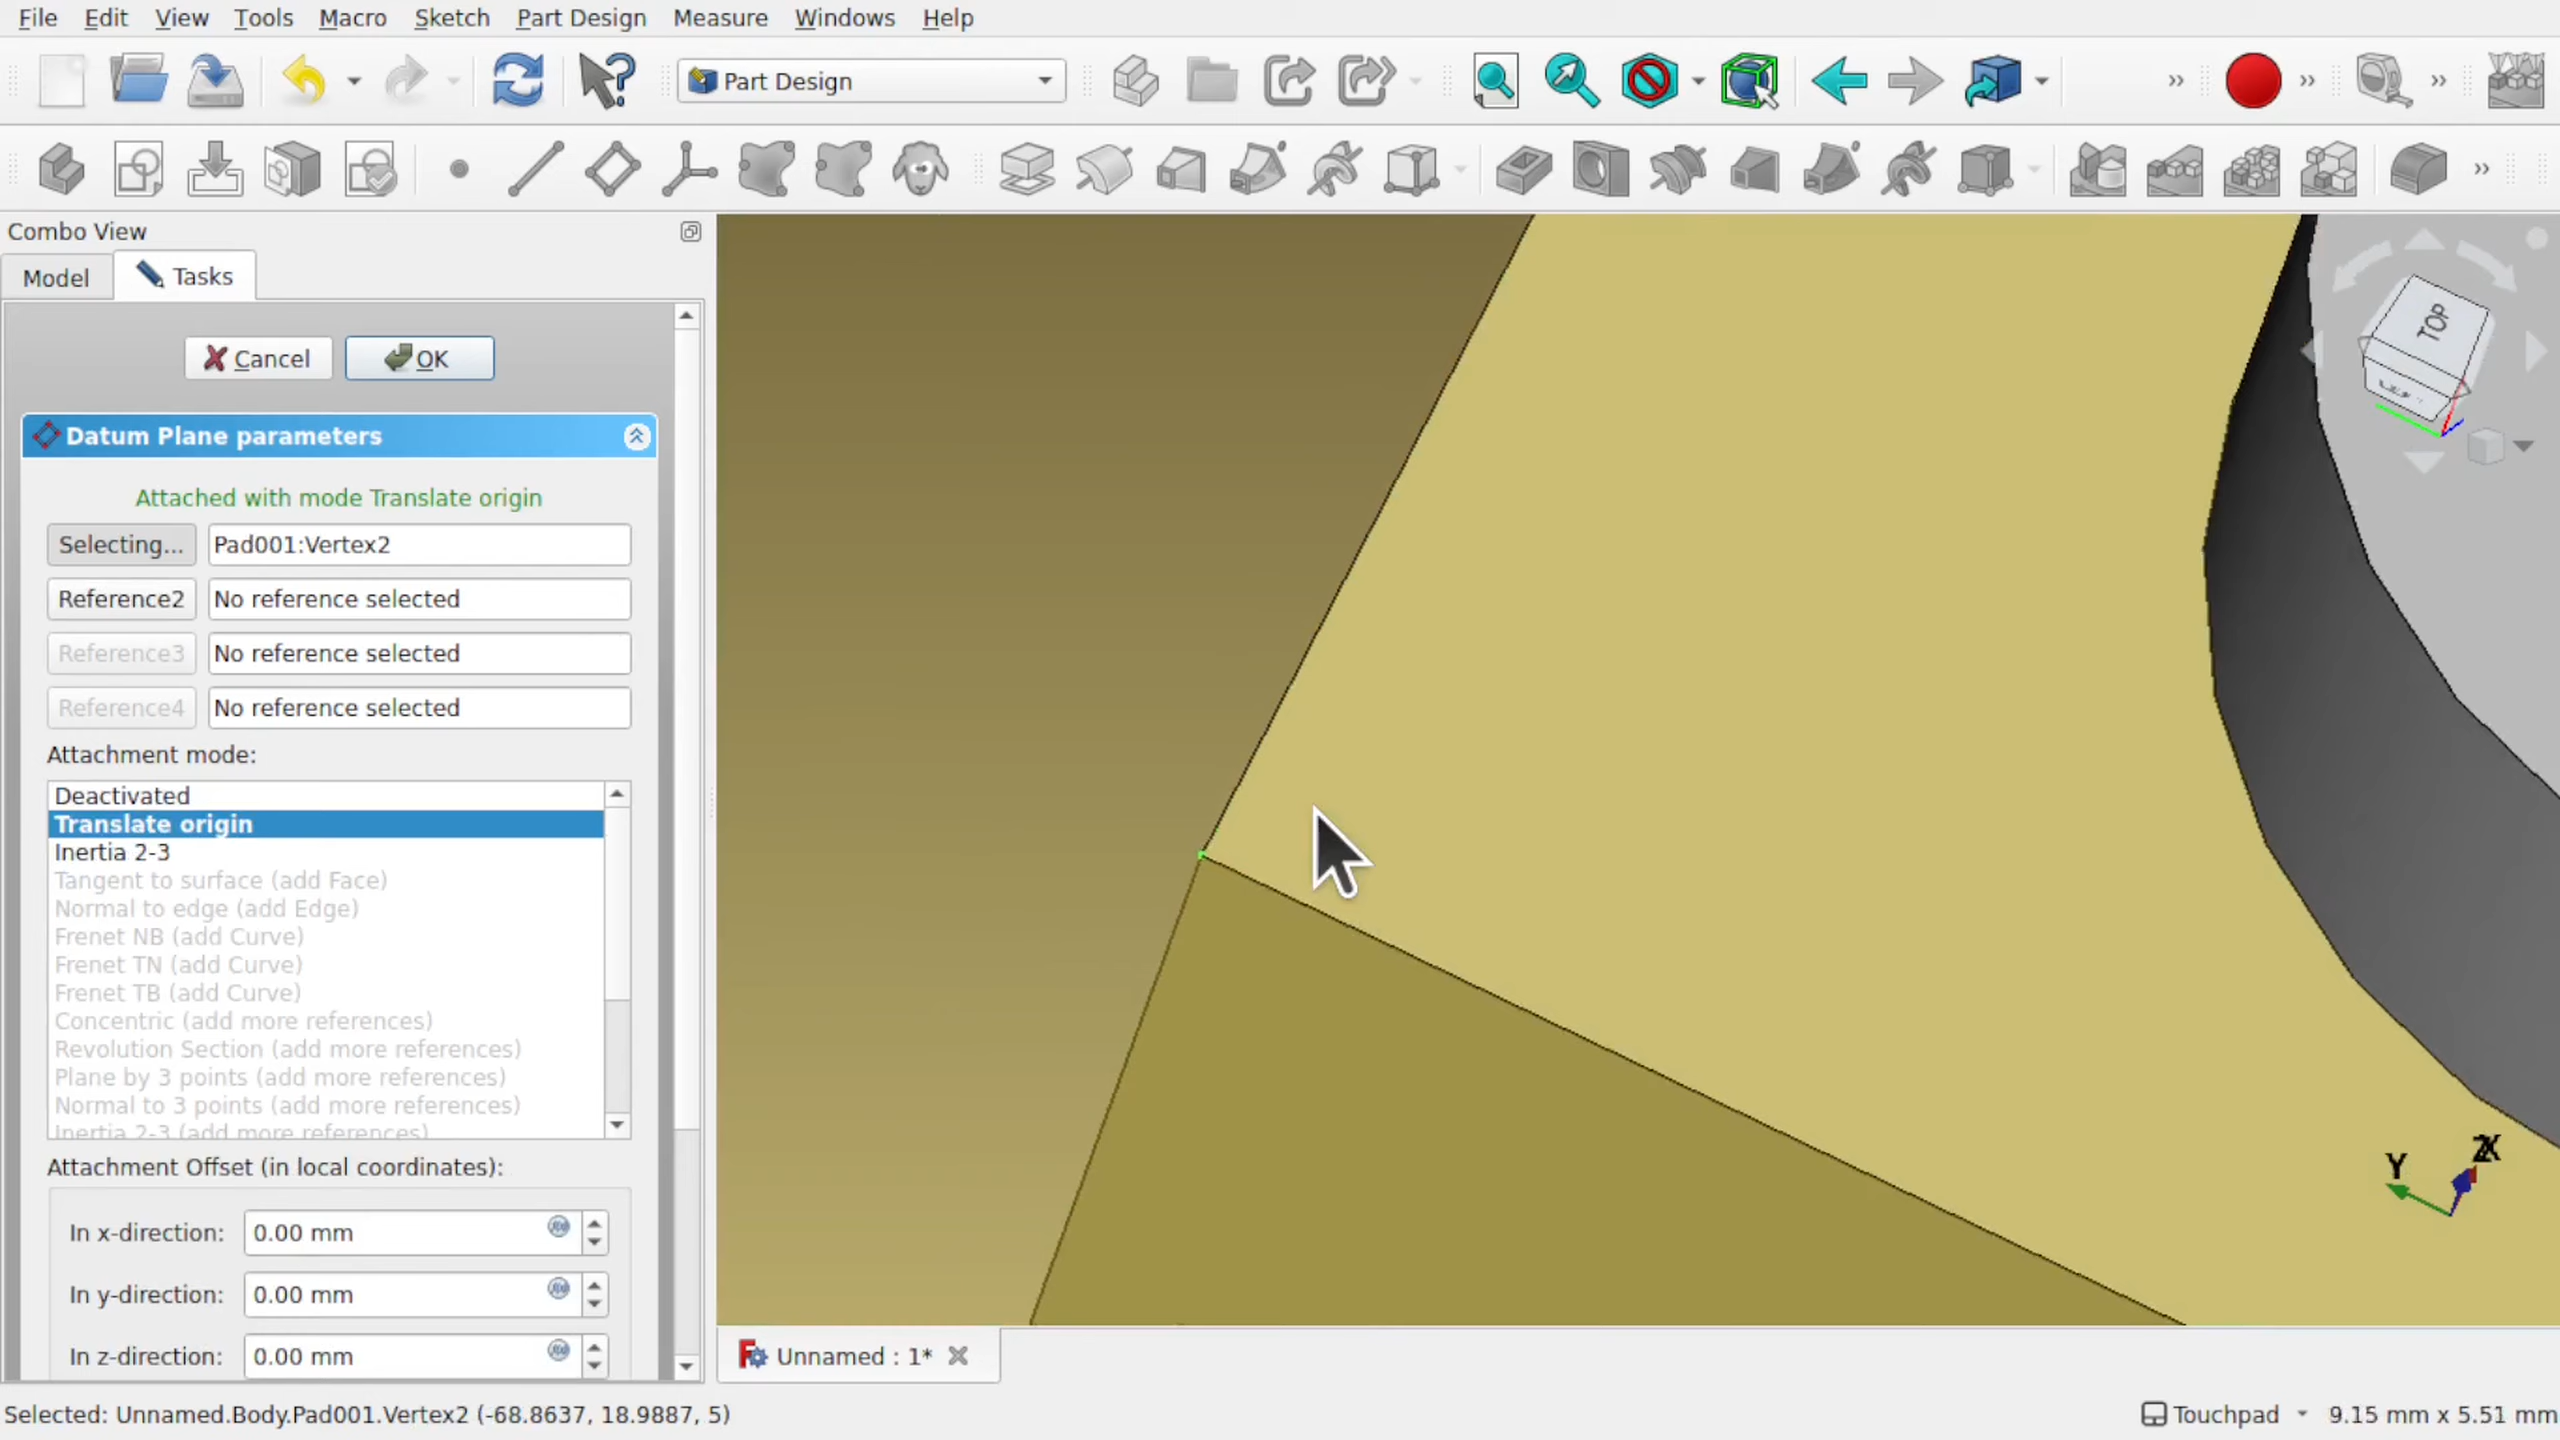 File Edit View Tools Macro Sketch Part Design Measure Windows Help
Part Design
Combo View
Model Tasks
Cancel OK
Datum Plane parameters
Attached with mode Translate origin
Selecting... Pad001:Vertex2
Reference2 No reference selected
Reference3 No reference selected
Reference4 No reference selected
Attachment mode:
Deactivated
Translate origin
Inertia 2-3
Tangent to surface (add Face)
Normal to edge (add Edge)
Frenet NB (add Curve)
Frenet TN (add Curve)
Frenet TB (add Curve)
Concentric (add more references)
Revolution Section (add more references)
Plane by 3 points (add more references)
Normal to 3 points (add more references)
Inertia 2-3 (add more references)
Attachment Offset (in local coordinates):
In x-direction: 0.00 mm
In y-direction: 0.00 mm
In z-direction: 0.00 mm
TOP
Y Z X
Unnamed : 1*
Selected: Unnamed.Body.Pad001.Vertex2 (-68.8637, 18.9887, 5)
Touchpad 9.15 mm x 5.51 mm